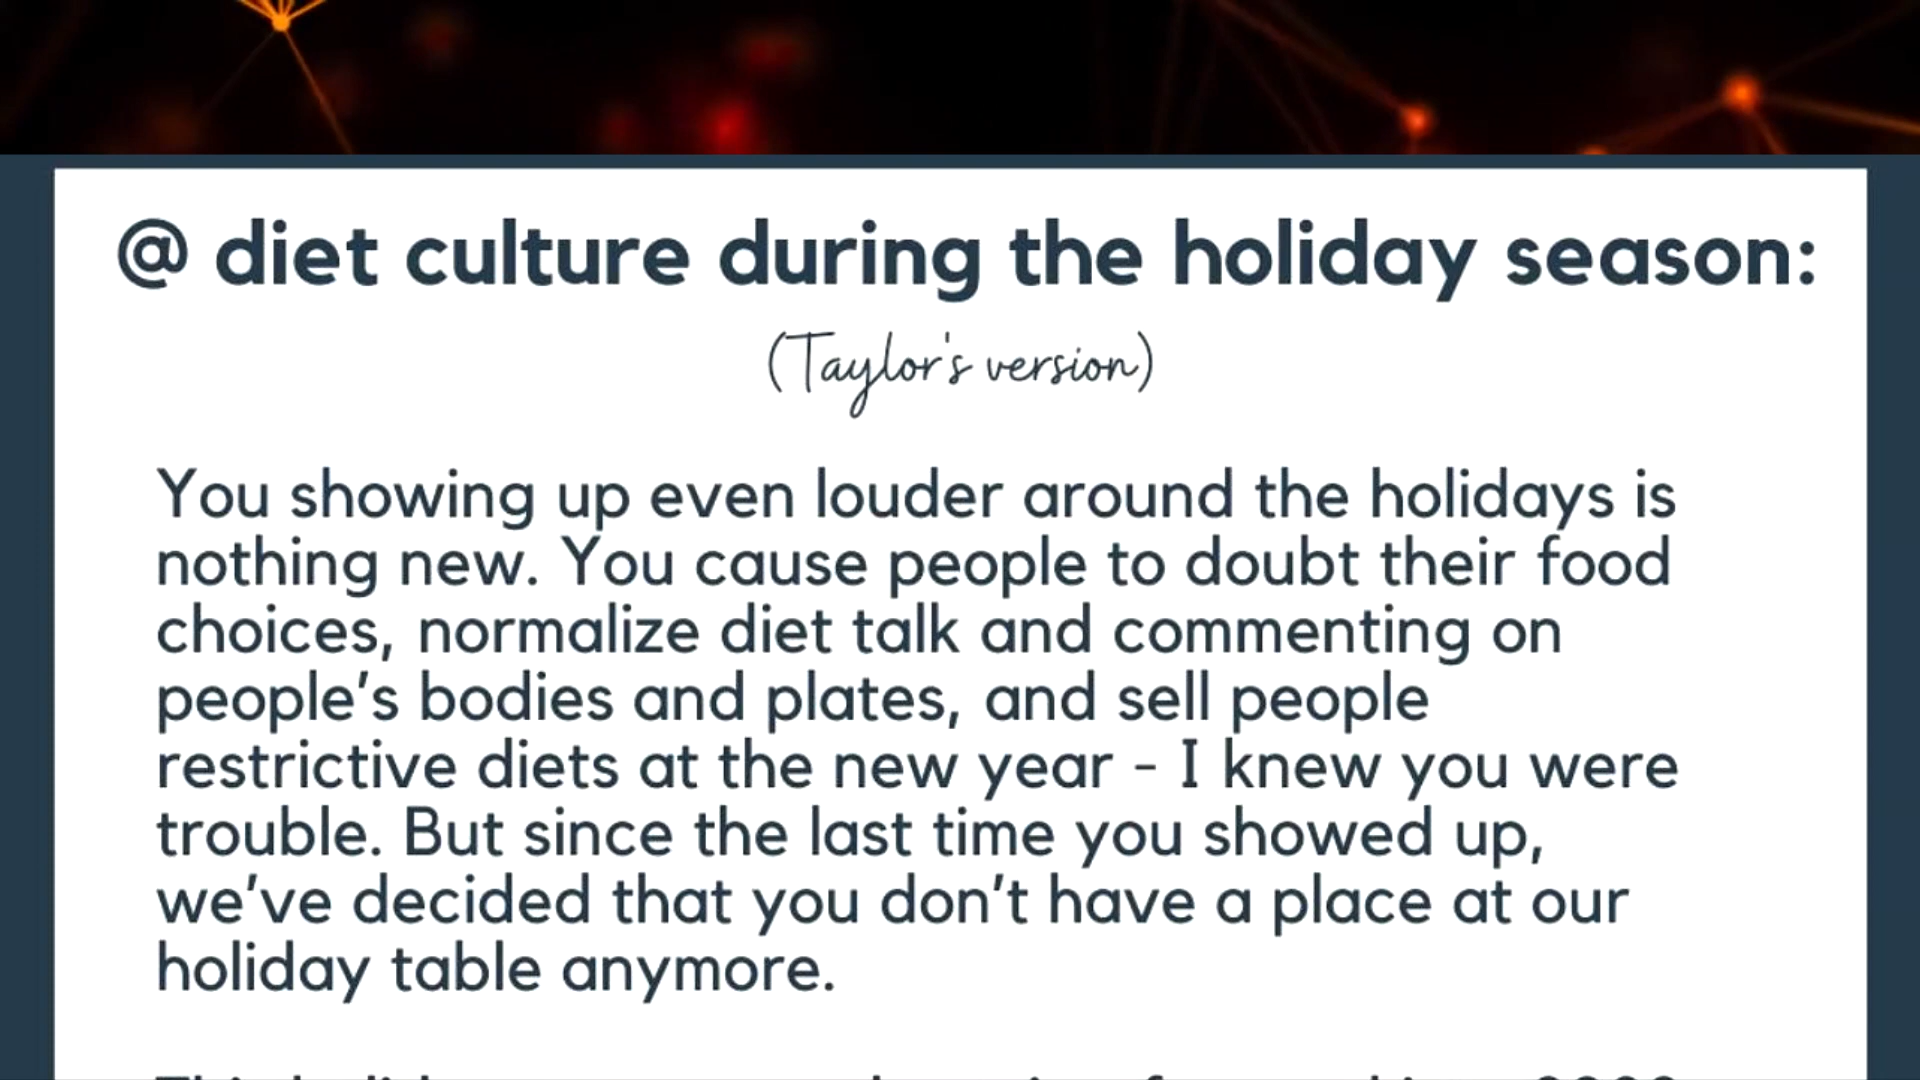 @ diet culture during the holiday season:
(Taylor's version)
You showing up even louder around the holidays is
nothing new. You cause people to doubt their food
choices, normalize diet talk and commenting on
people’s bodies and plates, and sell people
restrictive diets at the new year - I knew you were
trouble. But since the last time you showed up,
we’ve decided that you don’t have a place at our
holiday table anymore.